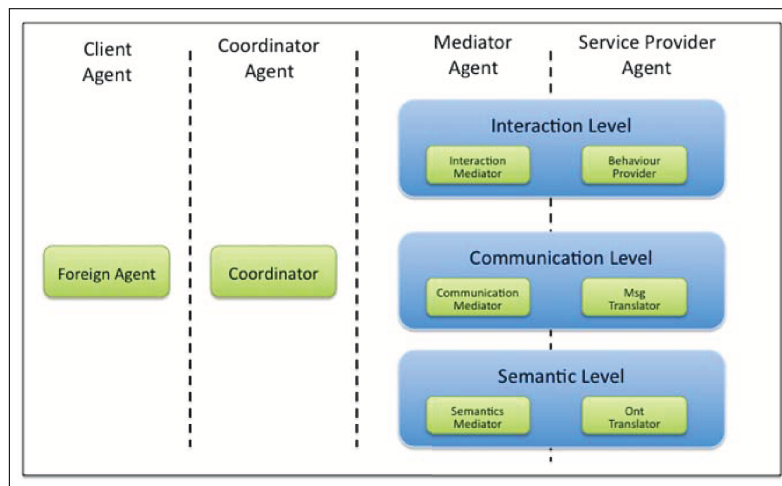 Client
Agent
Coordinator
Agent
Mediator
Agent
Service Provider
Agent
Interaction Level
Interaction
Mediator
Behaviour
Provider
Foreign Agent
Coordinator
Communication Level
Communication
Mediator
Msg
Translator
Semantic Level
Semantics
Mediator
Ont
Translator